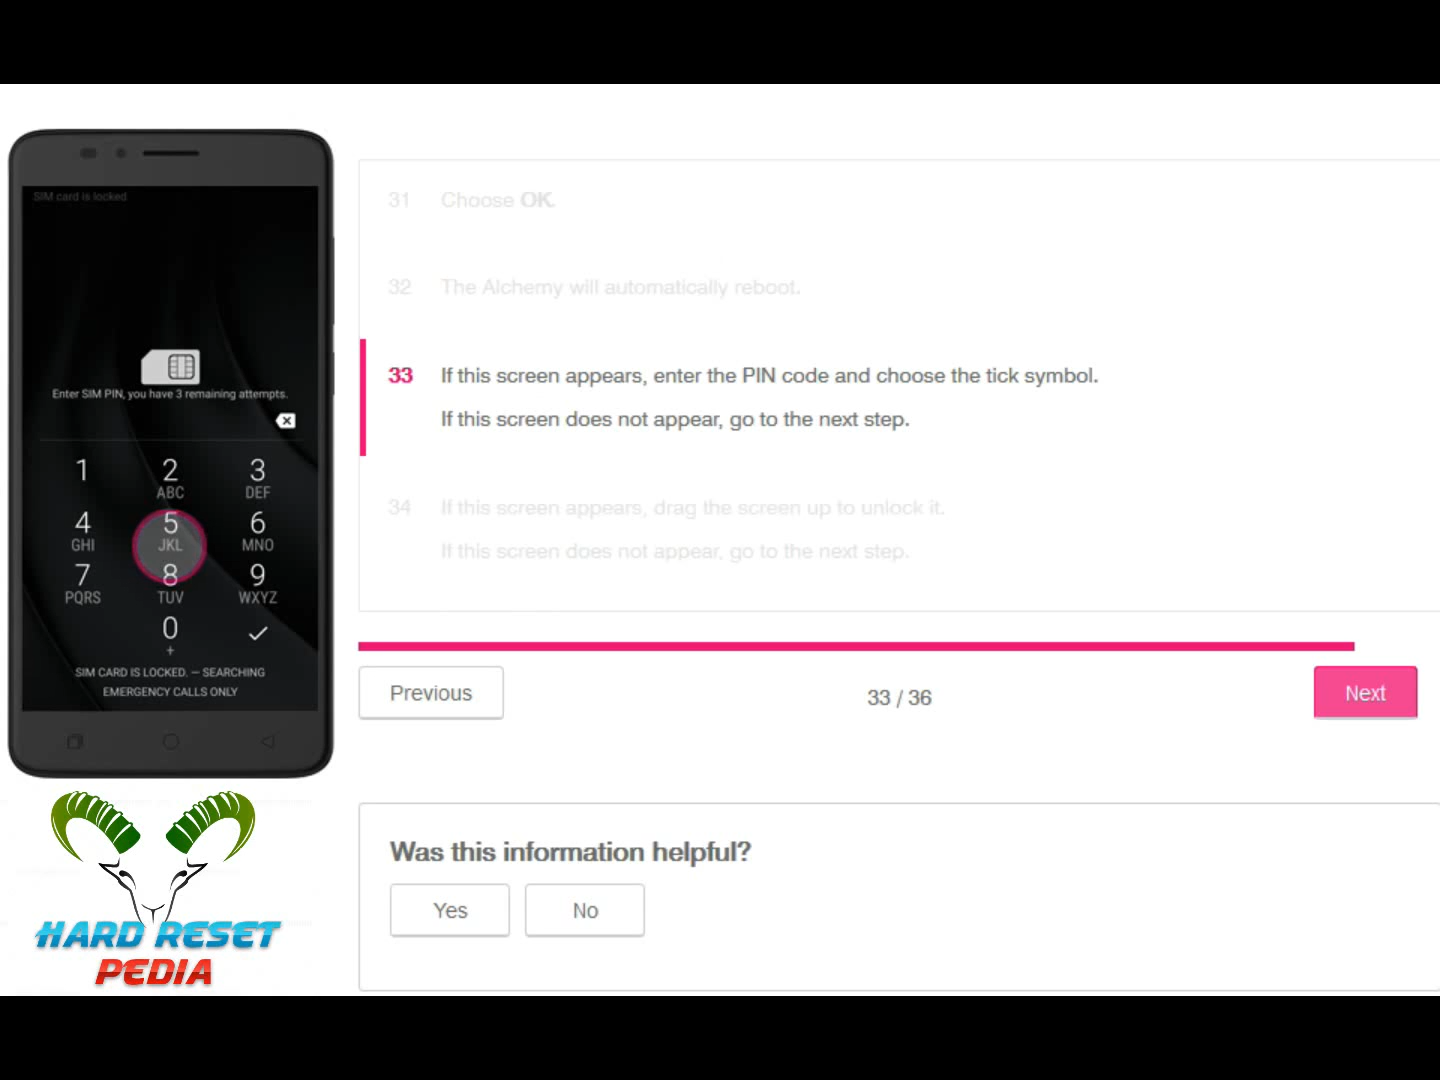 SIM card is locked
Enter SIM PIN, you have 3 remaining attempts.
1
2
ABC
3
DEF
4
GHI
5
JKL
6
MNO
7
PQRS
8
TUV
9
WXYZ
0
+
SIM CARD IS LOCKED. — SEARCHING
EMERGENCY CALLS ONLY
HARD RESET
PEDIA
31 Choose OK.
32 The Alchemy will automatically reboot.
33 If this screen appears, enter the PIN code and choose the tick symbol.
If this screen does not appear, go to the next step.
34 If this screen appears, drag the screen up to unlock it.
If this screen does not appear, go to the next step.
Previous
33 / 36
Next
Was this information helpful?
Yes
No